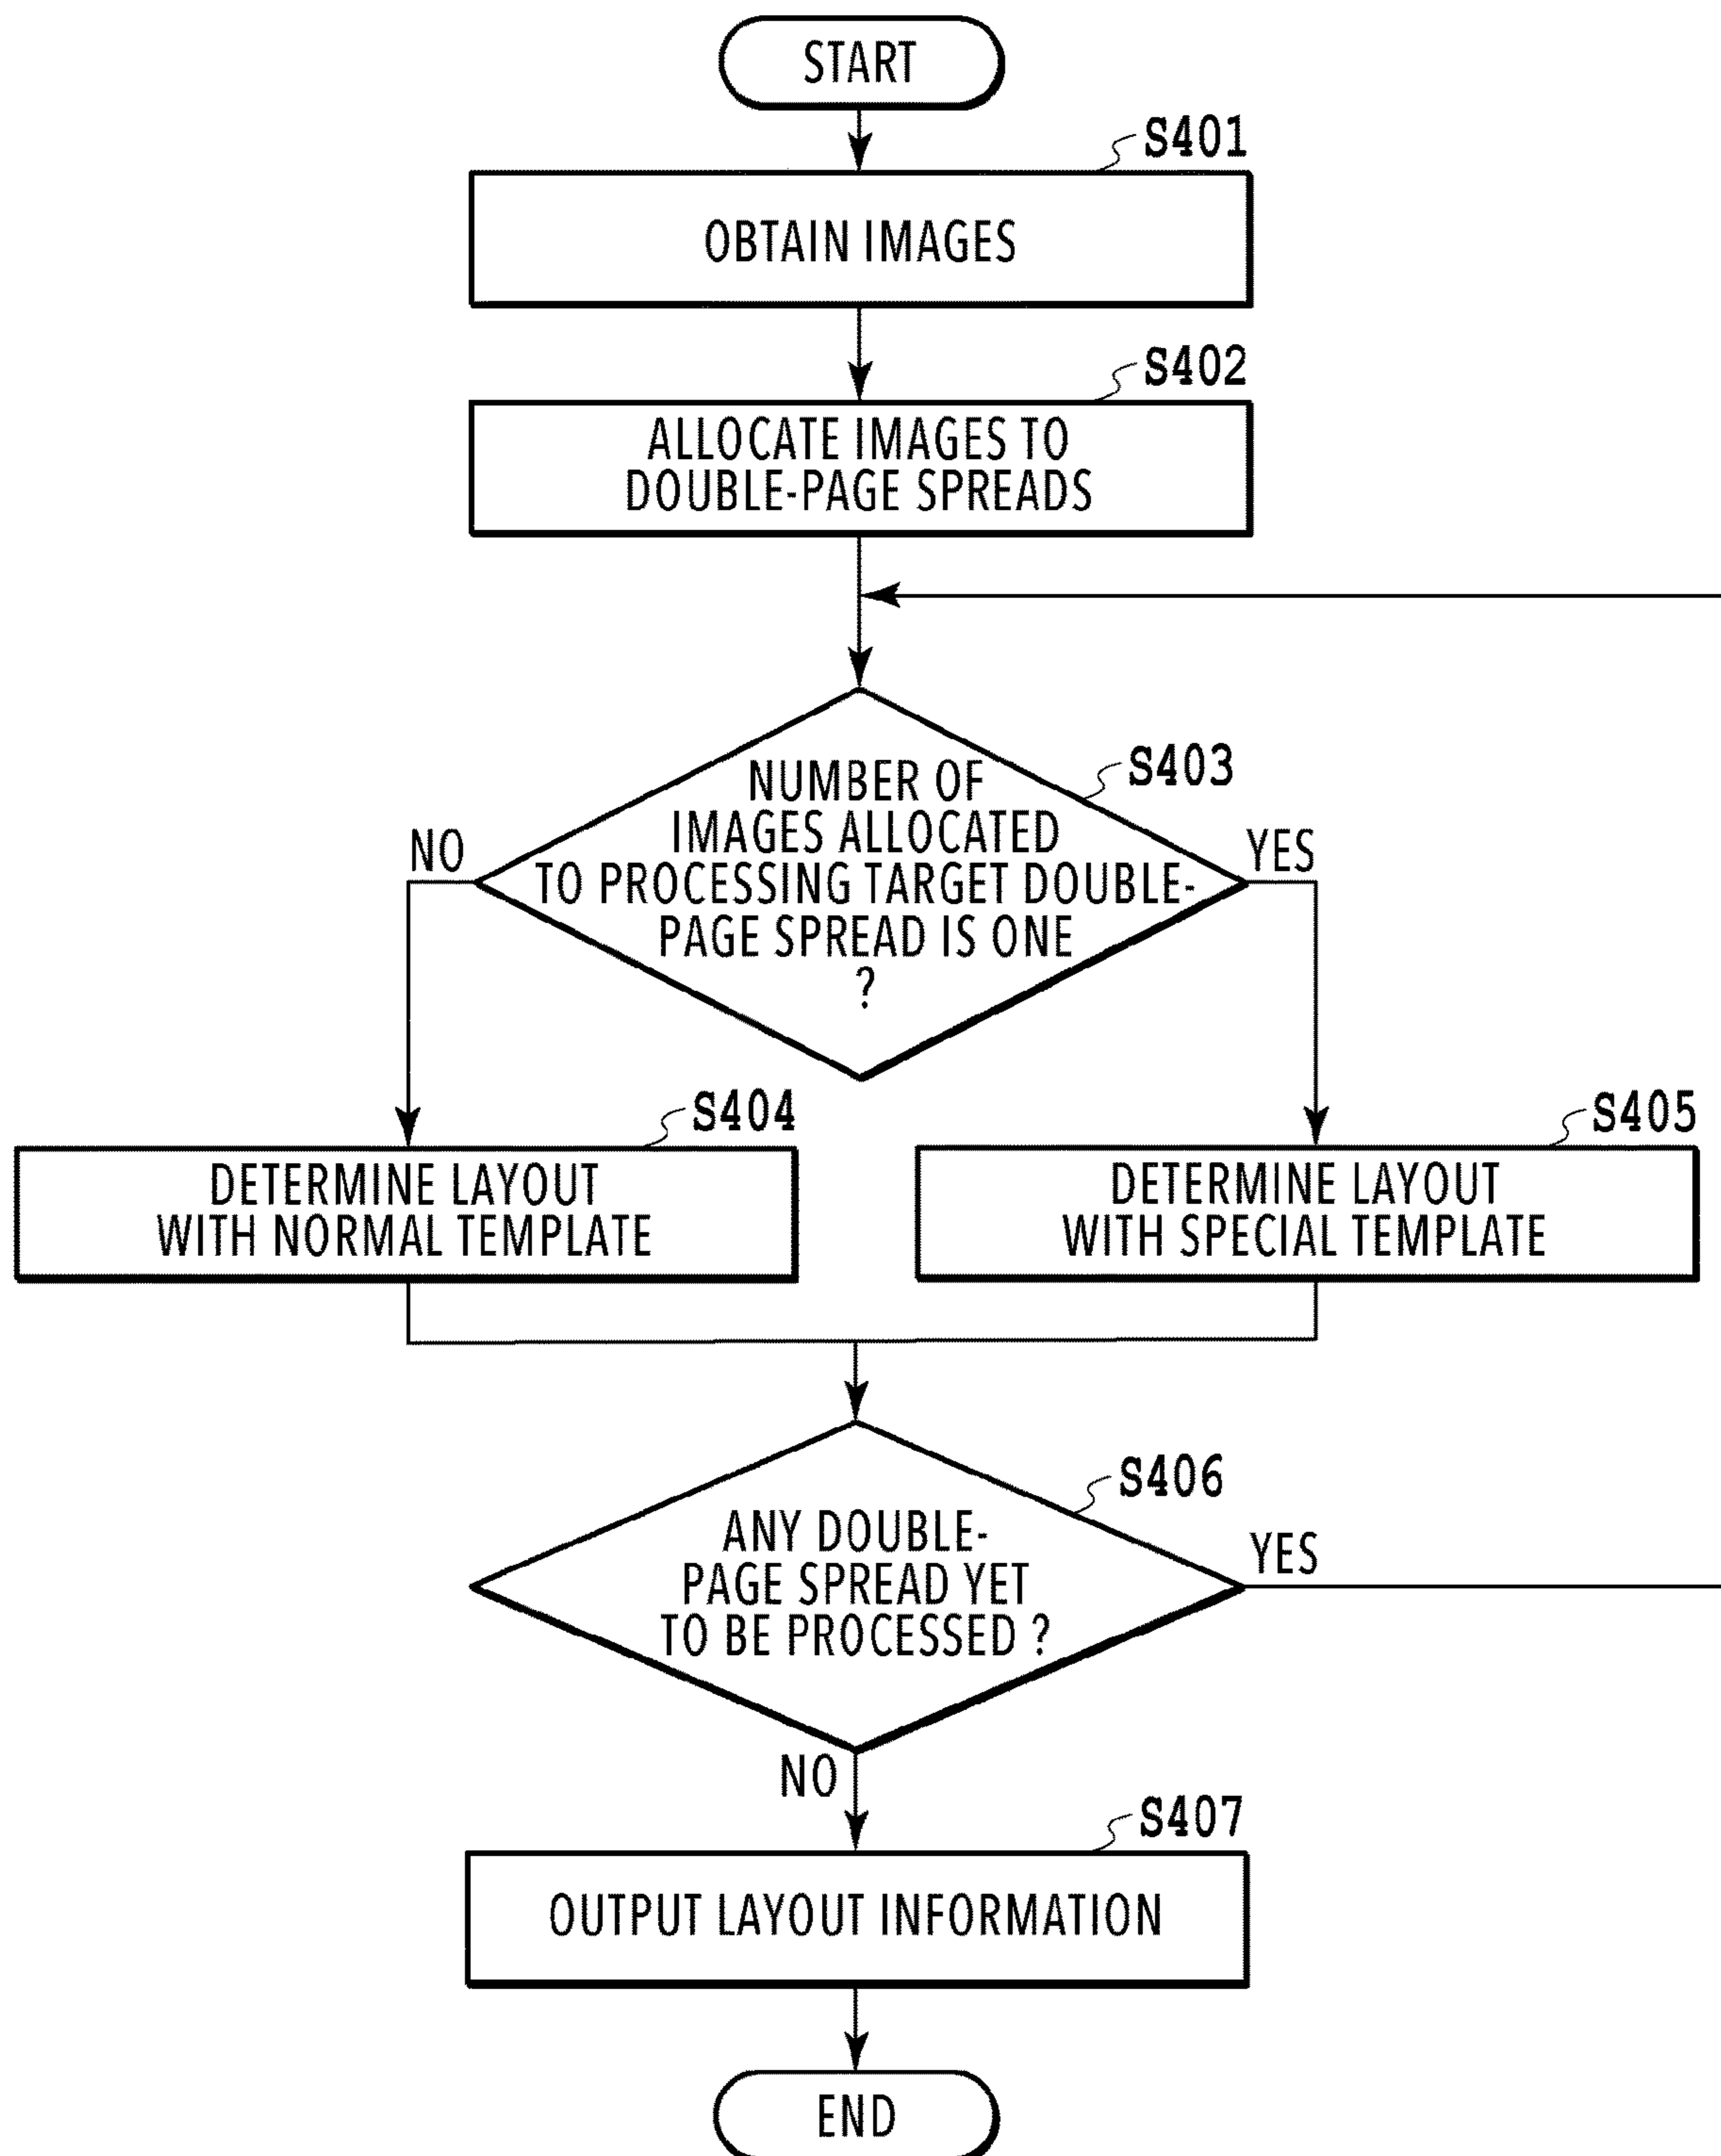 START
S401
OBTAIN IMAGES
S402
ALLOCATE IMAGES TO
DOUBLE-PAGE SPREADS
S403
NUMBER OF
IMAGES ALLOCATED
TO PROCESSING TARGET DOUBLE-
PAGE SPREAD IS ONE
?
NO
YES
S404
DETERMINE LAYOUT
WITH NORMAL TEMPLATE
S405
DETERMINE LAYOUT
WITH SPECIAL TEMPLATE
S406
ANY DOUBLE-
PAGE SPREAD YET
TO BE PROCESSED ?
YES
NO
S407
OUTPUT LAYOUT INFORMATION
END